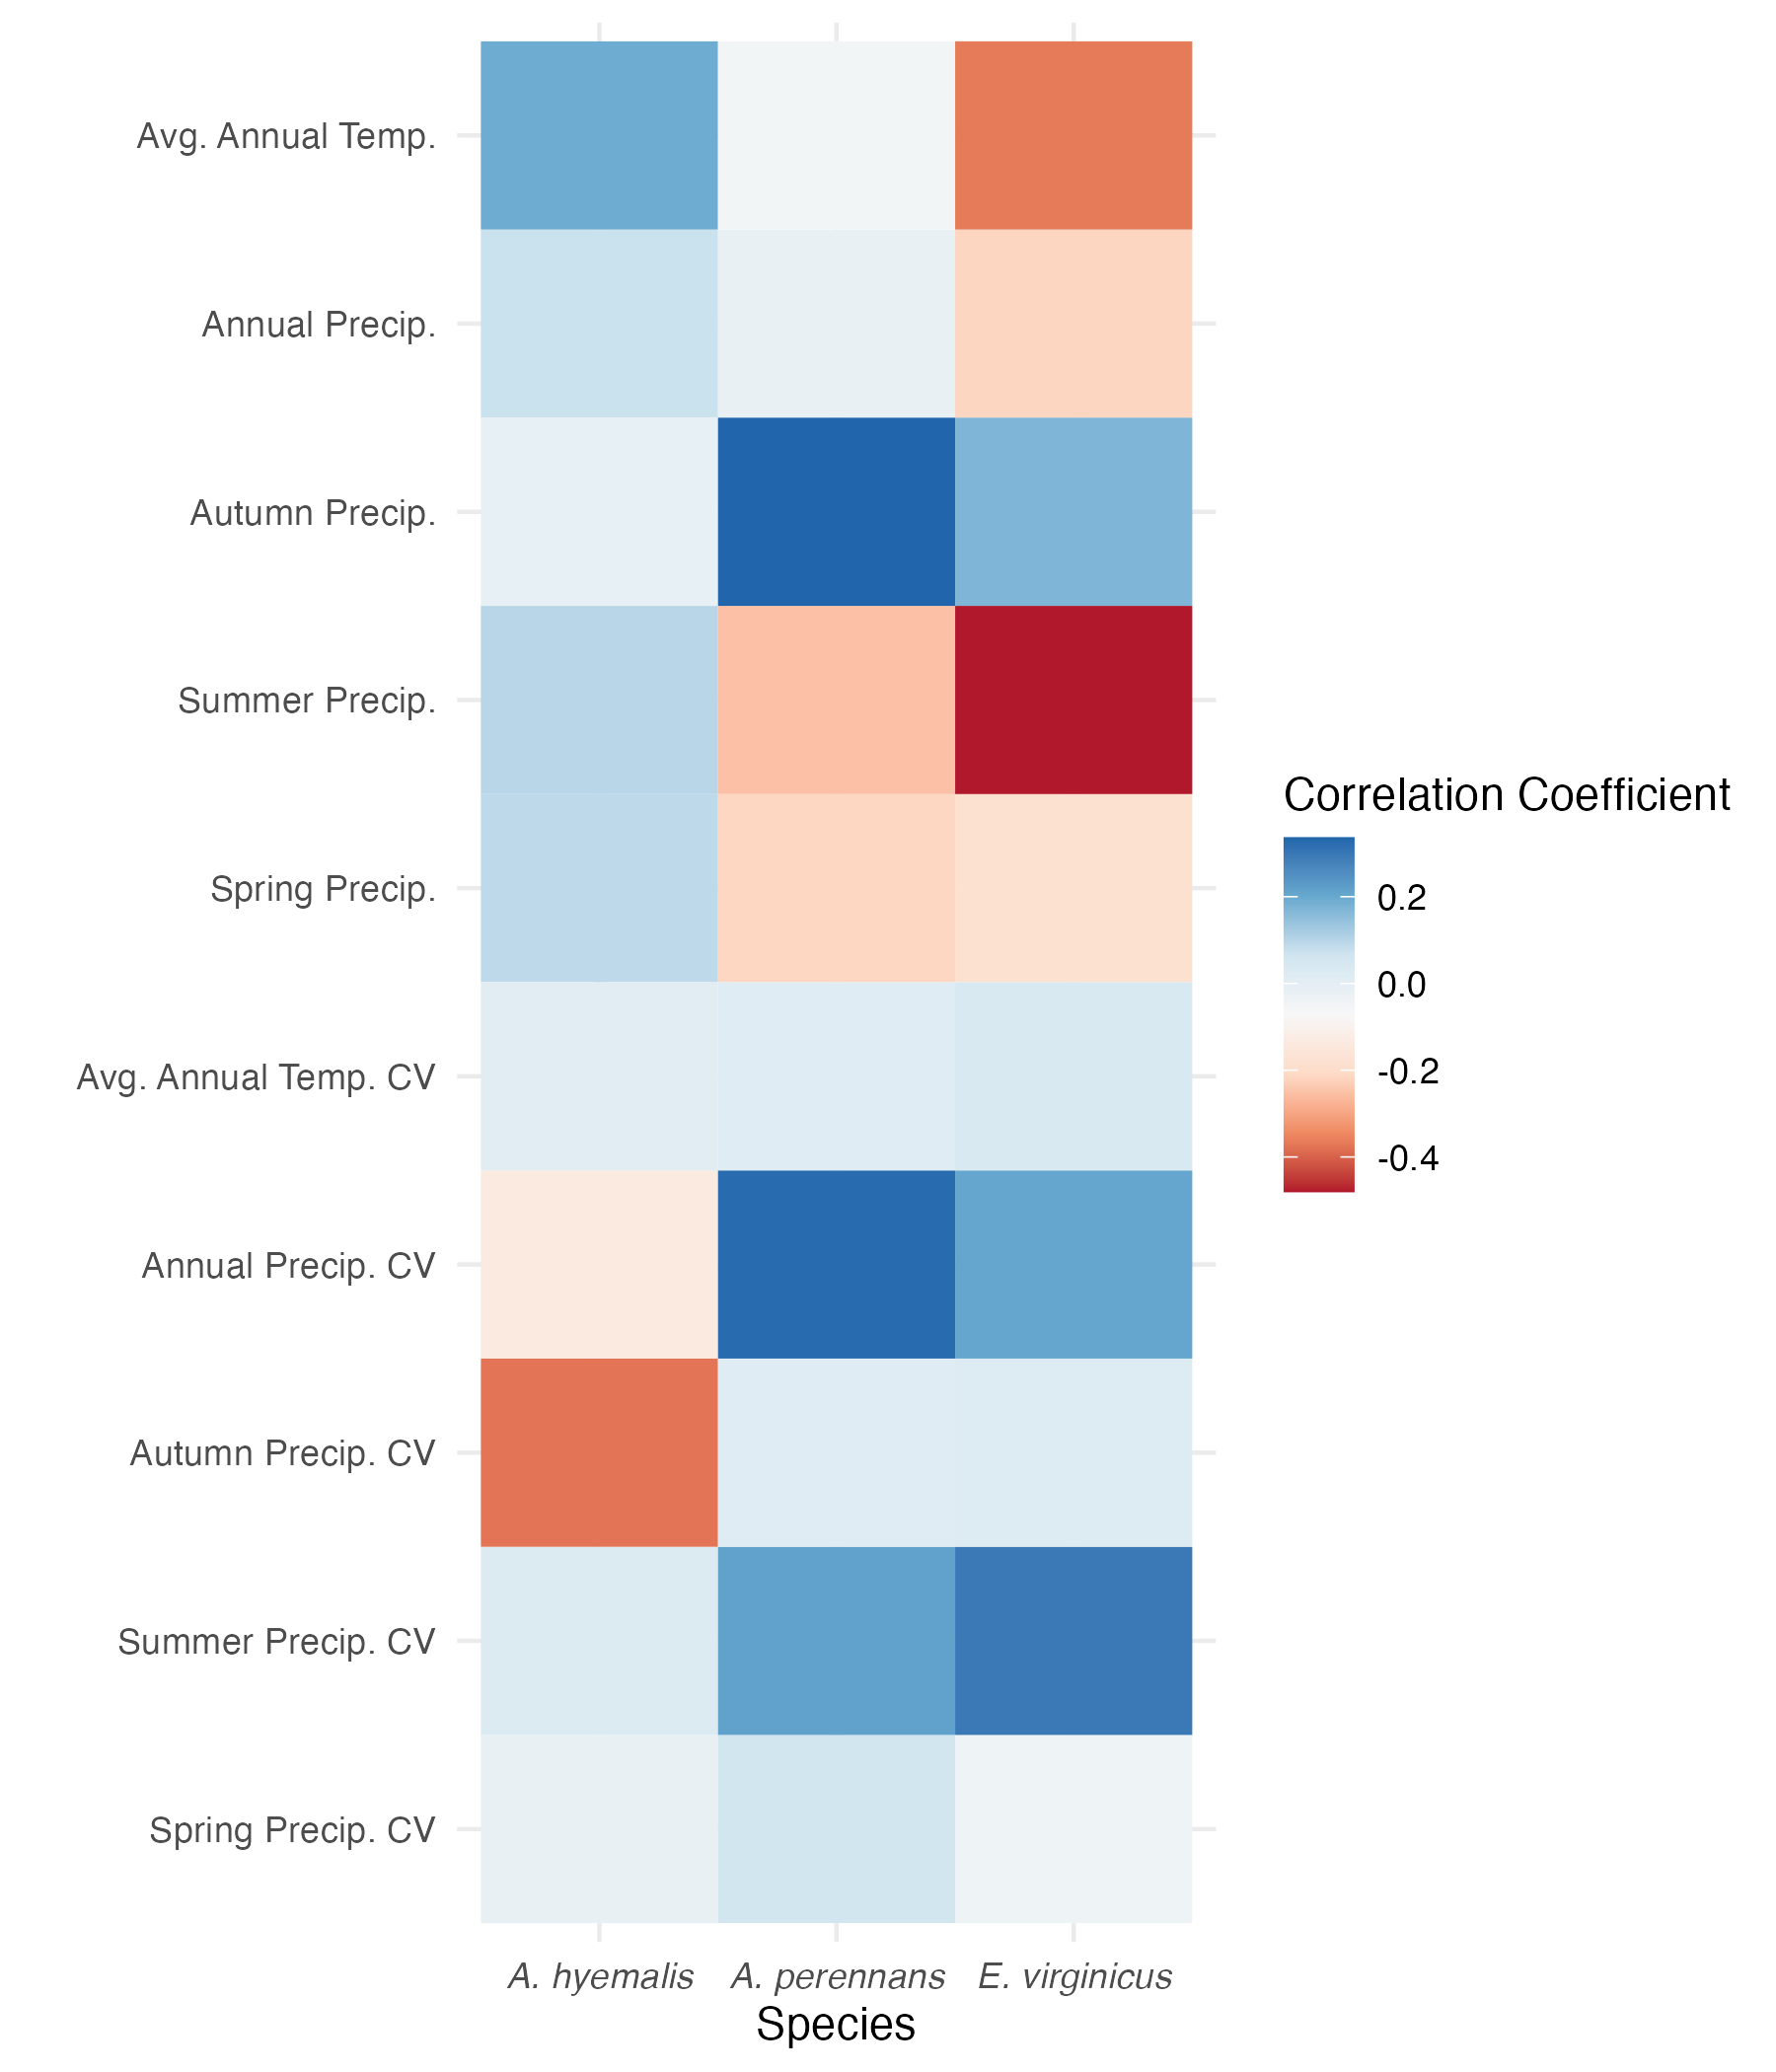 Avg. Annual Temp.
Annual Precip.
Autumn Precip.
Summer Precip.
Spring Precip.
Avg. Annual Temp. CV
Annual Precip. CV
Autumn Precip. CV
Summer Precip. CV
Spring Precip. CV
A. hyemalis A. perennans E. virginicus
Species
Correlation Coefficient
0.2
0.0
-0.2
-0.4